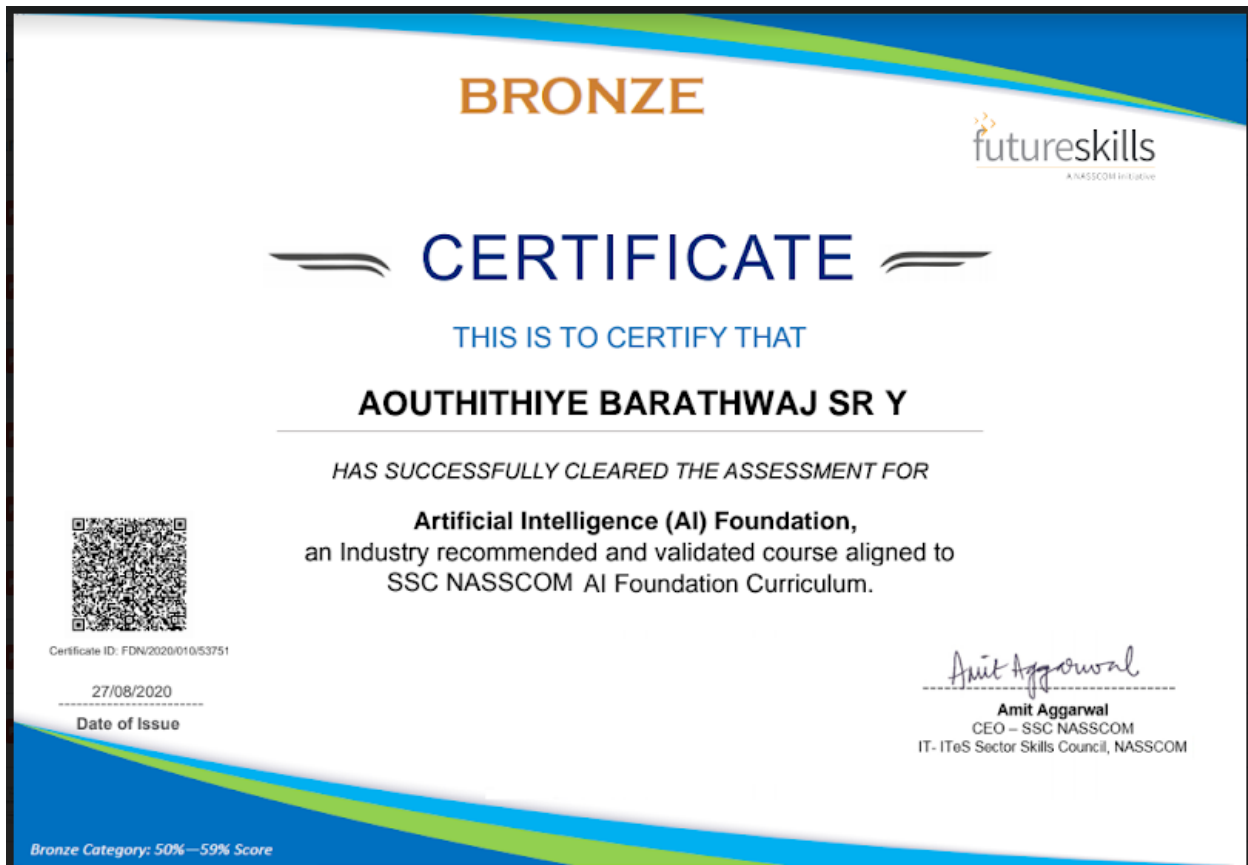 BRONZE
futureskills
A NASSCOM initiative
CERTIFICATE
THIS IS TO CERTIFY THAT
AOUTHITHIYE BARATHWAJ SR Y
HAS SUCCESSFULLY CLEARED THE ASSESSMENT FOR
Artificial Intelligence (AI) Foundation,
an Industry recommended and validated course aligned to
SSC NASSCOM AI Foundation Curriculum.
Certificate ID: FDN/2020/010/53751
27/08/2020
Date of Issue
Amit Aggarwal
Amit Aggarwal
CEO – SSC NASSCOM
IT- ITeS Sector Skills Council, NASSCOM
Bronze Category: 50%—59% Score